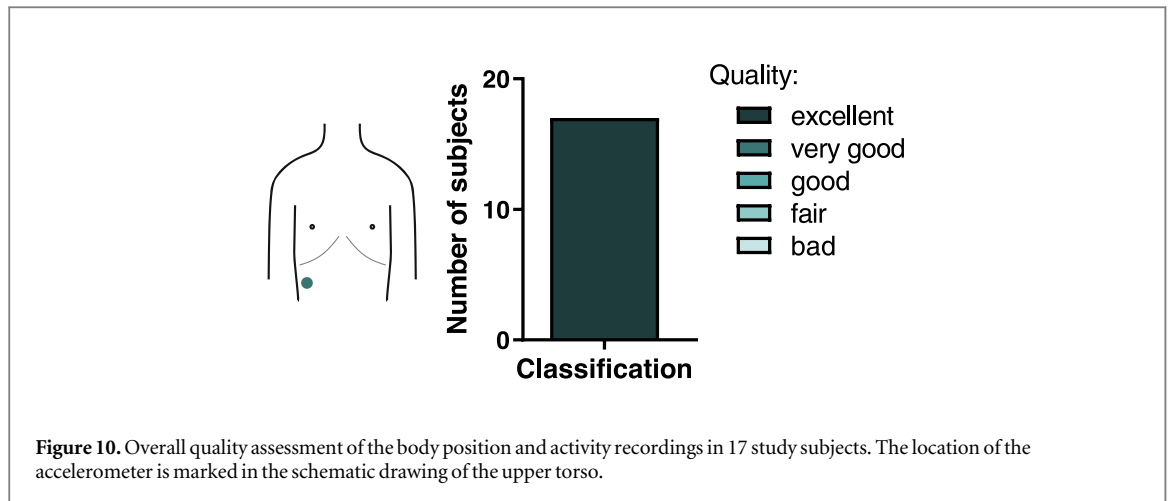 20
10
0
Number of subjects
Classification
Quality:
excellent
very good
good
fair
bad
Figure 10. Overall quality assessment of the body position and activity recordings in 17 study subjects. The location of the
accelerometer is marked in the schematic drawing of the upper torso.